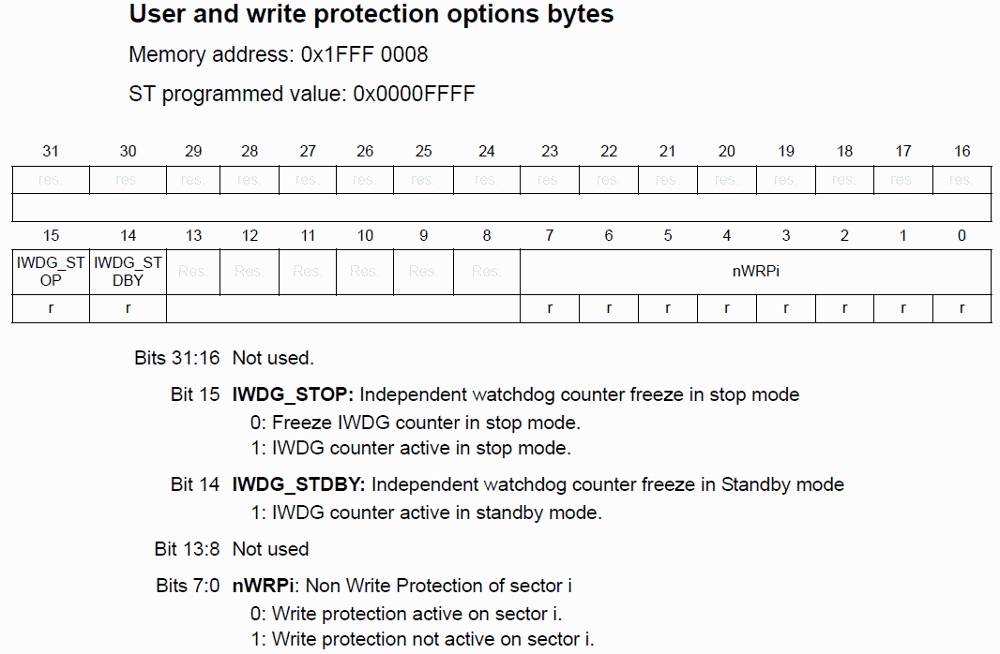 User and write protection options bytes
Memory address: 0x1FFF 0008
ST programmed value: 0x0000FFFF
31 30 29 28 27 26 25 24 23 22 21 20 19 18 17 16
res. res. res. res. res. res. res. res. res. res. res. res. res. res. res. res.
15 14 13 12 11 10 9 8 7 6 5 4 3 2 1 0
IWDG_ST
OP
IWDG_ST
DBY
Res. Res. Res. Res. Res. Res. nWRPi
r r r r r r r r r r
Bits 31:16 Not used.
Bit 15 IWDG_STOP: Independent watchdog counter freeze in stop mode
0: Freeze IWDG counter in stop mode.
1: IWDG counter active in stop mode.
Bit 14 IWDG_STDBY: Independent watchdog counter freeze in Standby mode
1: IWDG counter active in standby mode.
Bit 13:8 Not used
Bits 7:0 nWRPi: Non Write Protection of sector i
0: Write protection active on sector i.
1: Write protection not active on sector i.